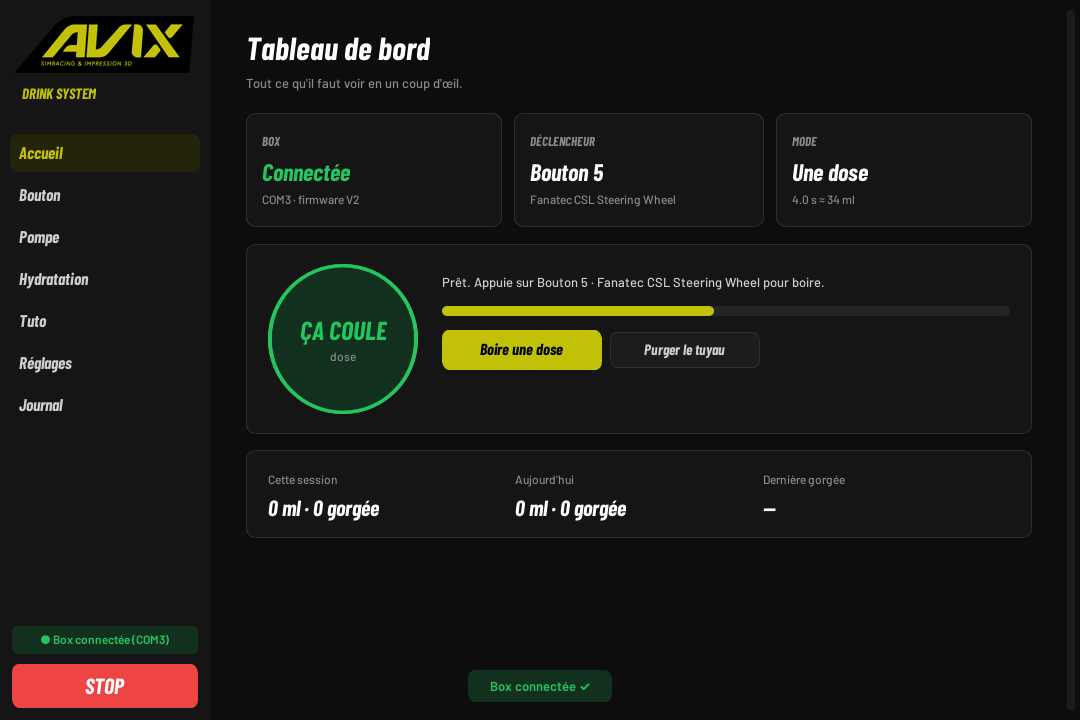 AVIX
SIMRACING & IMPRESSION 3D
DRINK SYSTEM
Accueil
Bouton
Pompe
Hydratation
Tuto
Réglages
Journal
Box connectée (COM3)
STOP
Tableau de bord
Tout ce qu'il faut voir en un coup d'œil.
BOX
Connectée
COM3 · firmware V2
DÉCLENCHEUR
Bouton 5
Fanatec CSL Steering Wheel
MODE
Une dose
4.0 s ≈ 34 ml
ÇA COULE
dose
Prêt. Appuie sur Bouton 5 · Fanatec CSL Steering Wheel pour boire.
Boire une dose
Purger le tuyau
Cette session
0 ml · 0 gorgée
Aujourd'hui
0 ml · 0 gorgée
Dernière gorgée
—
Box connectée ✓